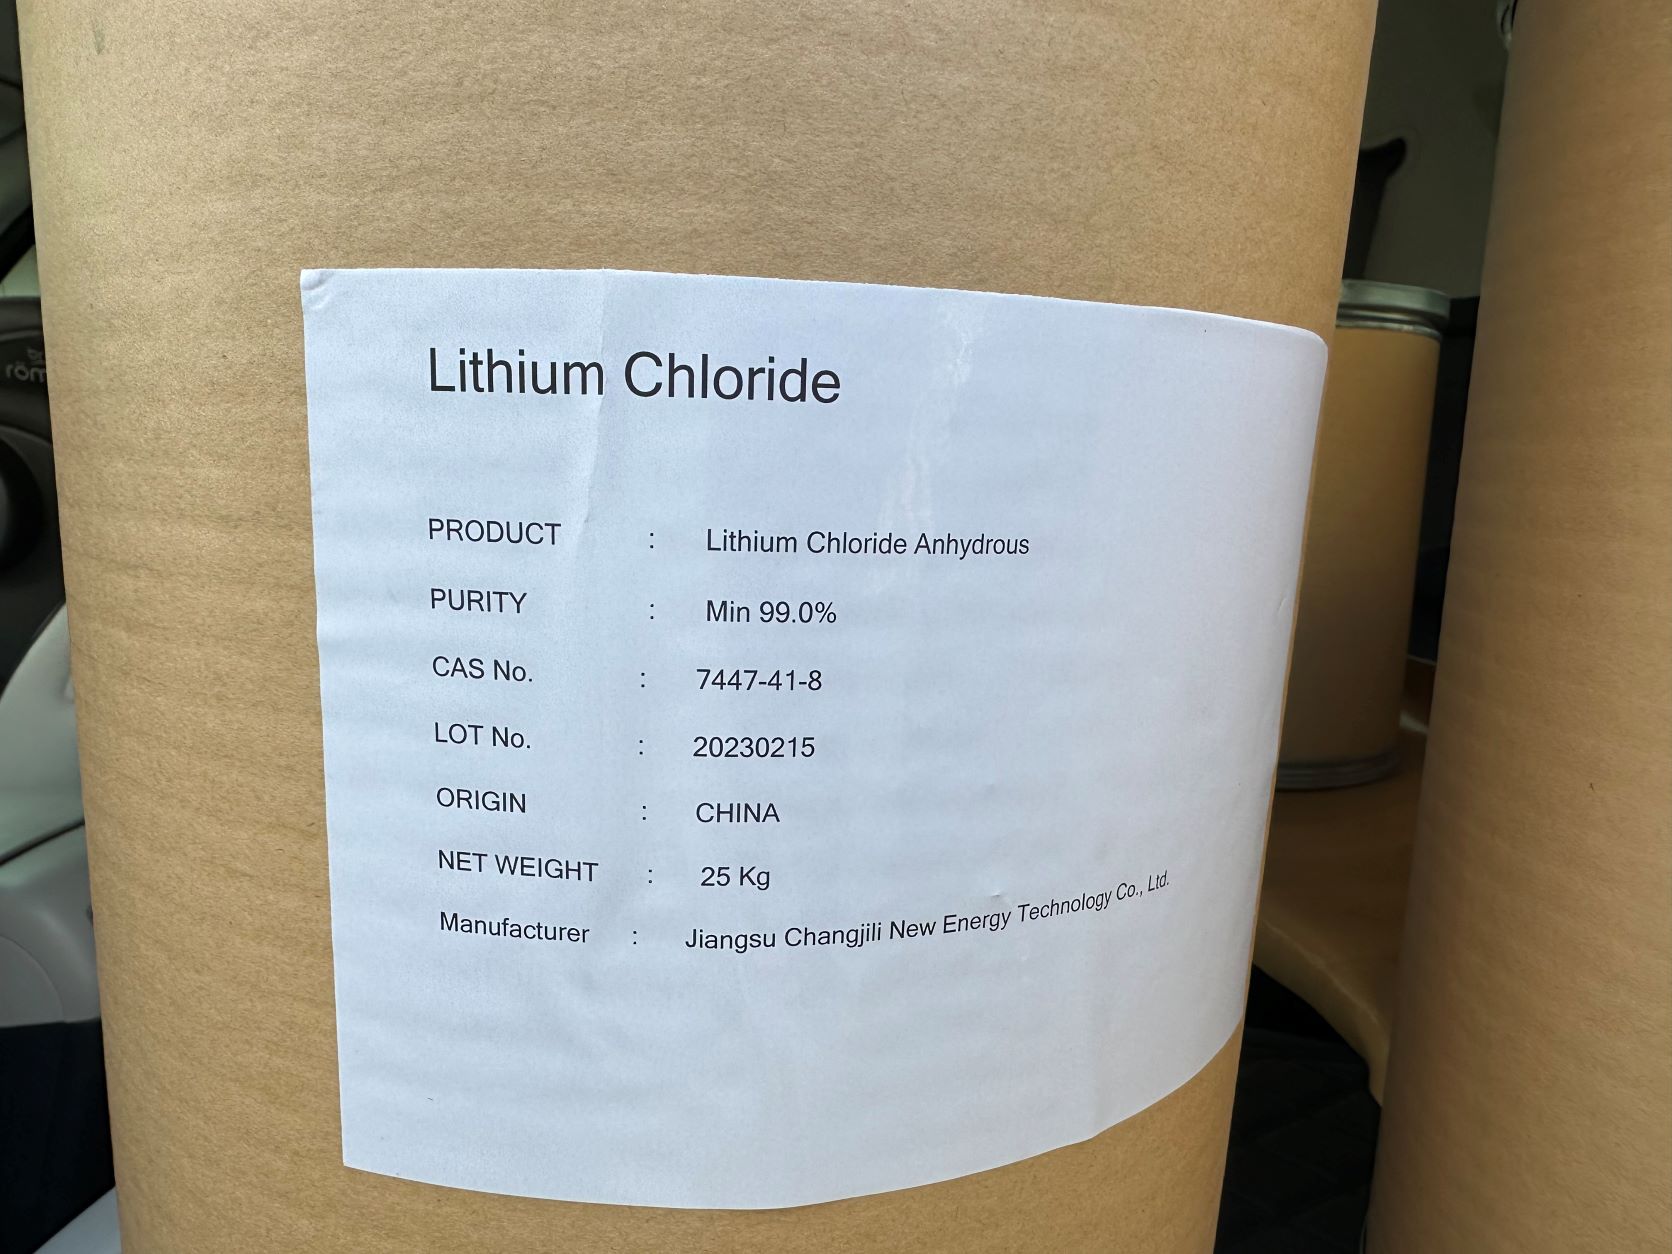 Lithium Chloride
PRODUCT : Lithium Chloride Anhydrous
PURITY : Min 99.0%
CAS No. : 7447-41-8
LOT No. : 20230215
ORIGIN : CHINA
NET WEIGHT : 25 Kg
Manufacturer : Jiangsu Changjili New Energy Technology Co., Ltd.